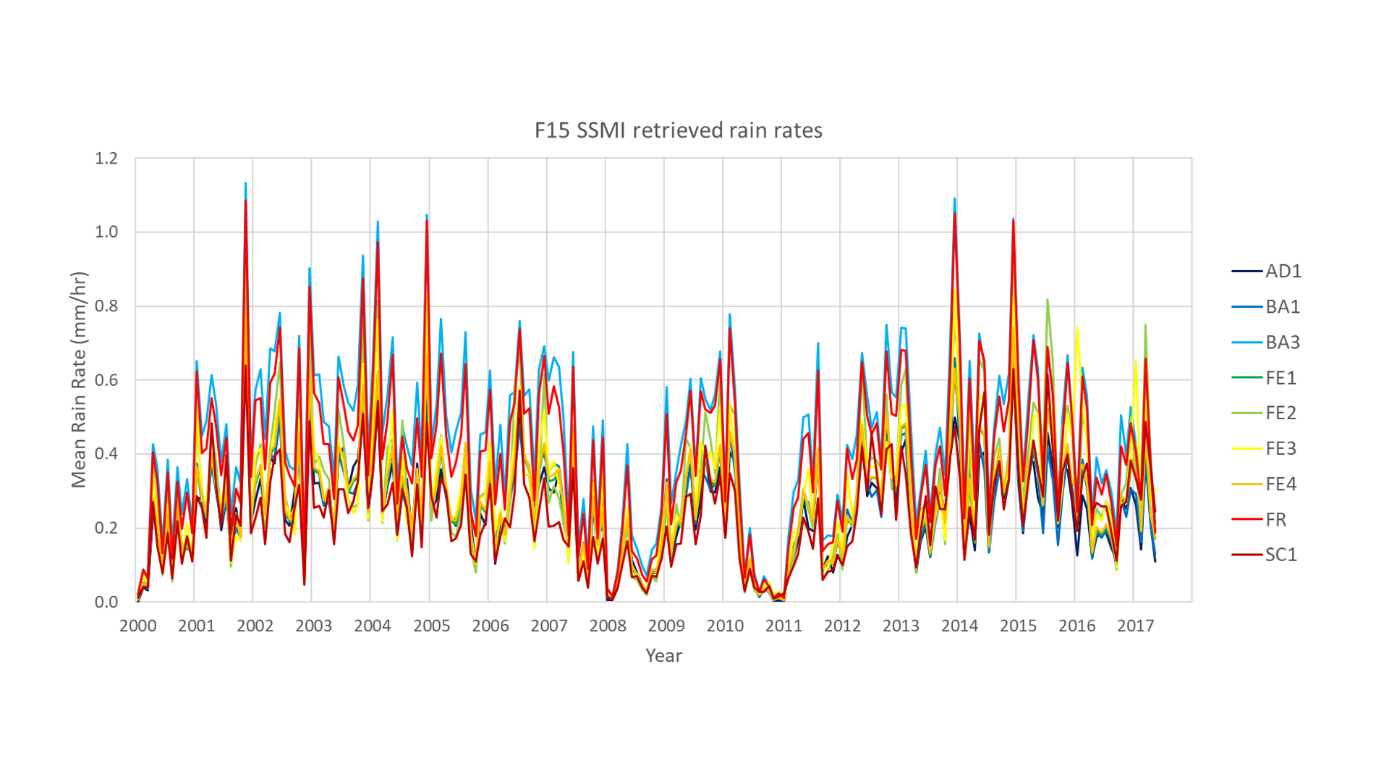 F15 SSMI retrieved rain rates
Mean Rain Rate (mm/hr)
1.2
1.0
0.8
0.6
0.4
0.2
0.0
2000 2001 2002 2003 2004 2005 2006 2007 2008 2009 2010 2011 2012 2013 2014 2015 2016 2017
Year
AD1
BA1
BA3
FE1
FE2
FE3
FE4
FR
SC1